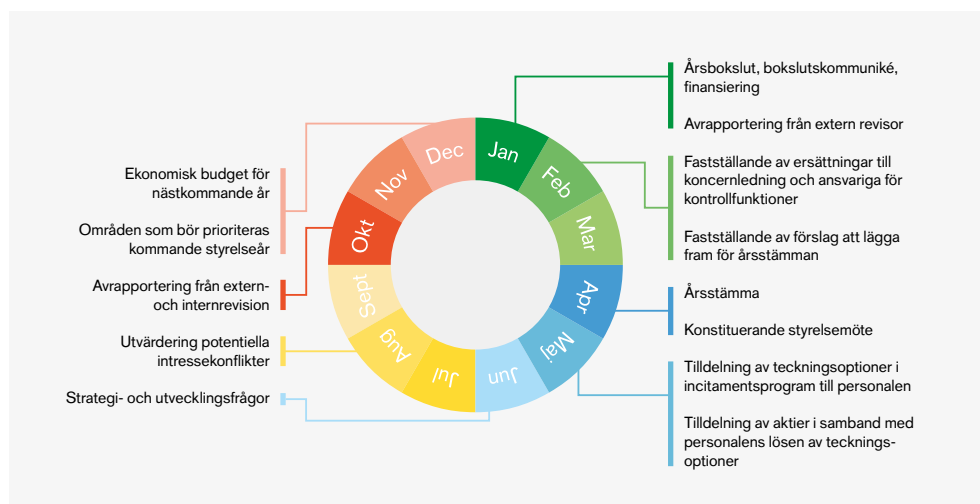 Årsbokslut, bokslutskommuniké,
finansiering
Avrapportering från extern revisor
Fastställande av ersättningar till
koncernledning och ansvariga för
kontrollfunktioner
Fastställande av förslag att lägga
fram för årsstämman
Årsstämma
Konstituerande styrelsemöte
Tilldelning av teckningsoptioner i
incitamentsprogram till personalen
Tilldelning av aktier i samband med
personalens lösen av tecknings-
optioner
Jan
Feb
Mar
Apr
Maj
Jun
Jul
Aug
Sept
Okt
Nov
Dec
Ekonomisk budget för
nästkommande år
Områden som bör prioriteras
kommande styrelseår
Avrapportering från extern-
och internrevision
Utvärdering potentiella
intressekonflikter
Strategi- och utvecklingsfrågor